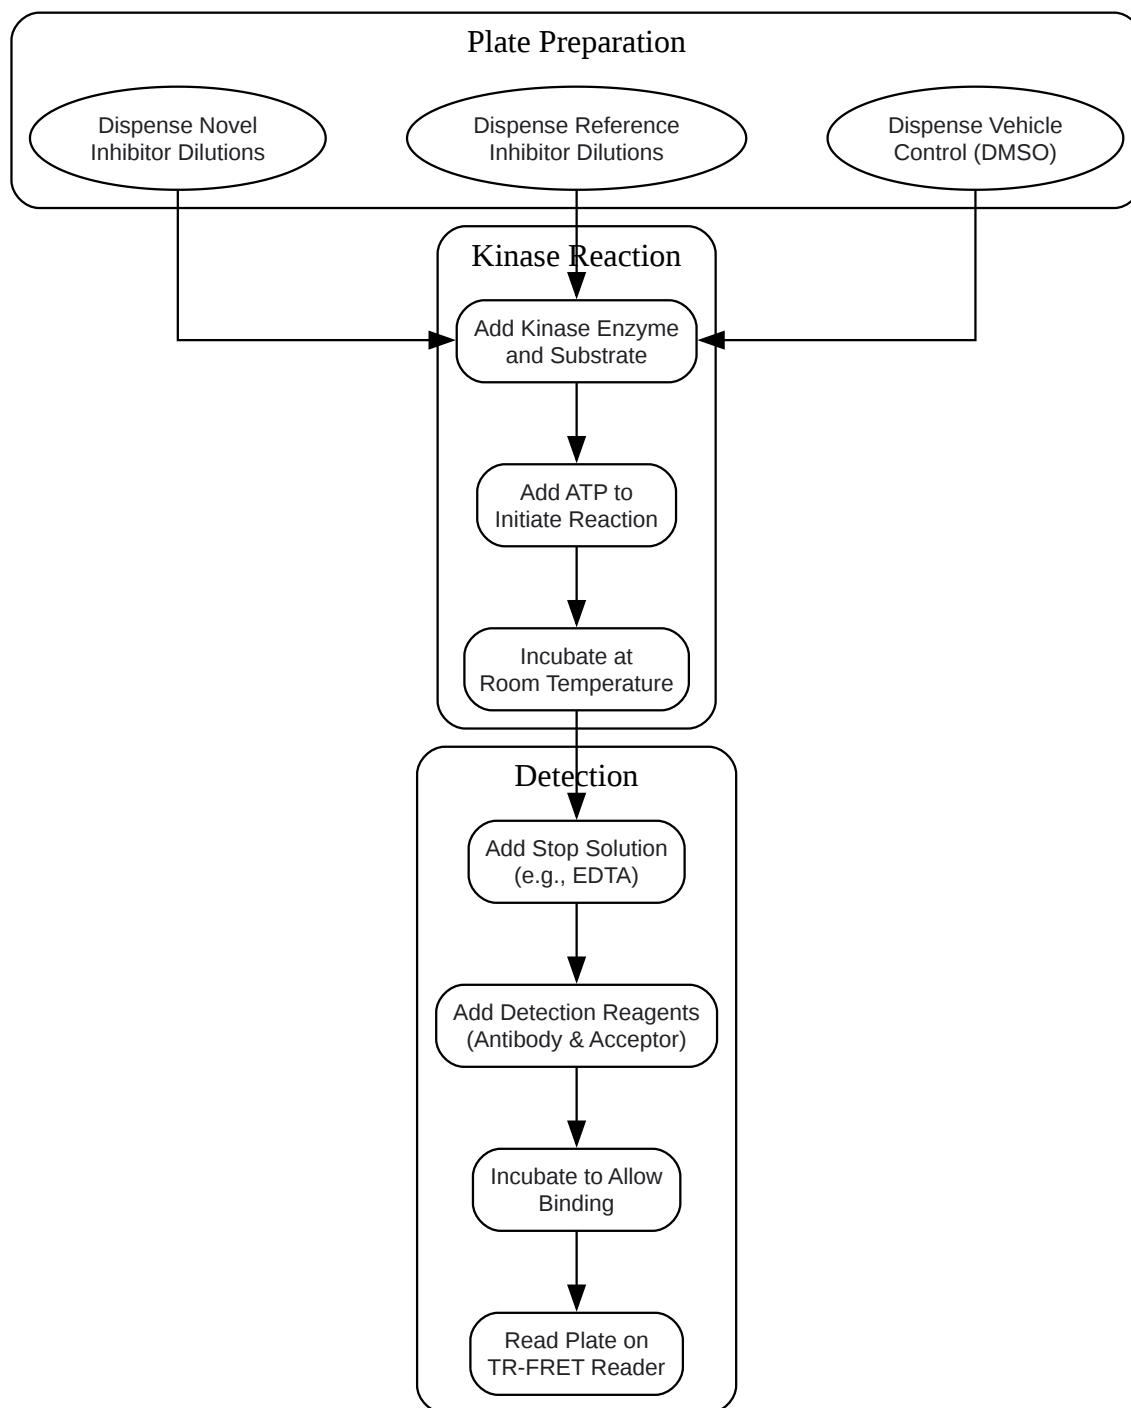 Plate Preparation
Dispense Novel
Inhibitor Dilutions
Dispense Reference
Inhibitor Dilutions
Dispense Vehicle
Control (DMSO)
Kinase Reaction
Add Kinase Enzyme
and Substrate
Add ATP to
Initiate Reaction
Incubate at
Room Temperature
Detection
Add Stop Solution
(e.g., EDTA)
Add Detection Reagents
(Antibody & Acceptor)
Incubate to Allow
Binding
Read Plate on
TR-FRET Reader